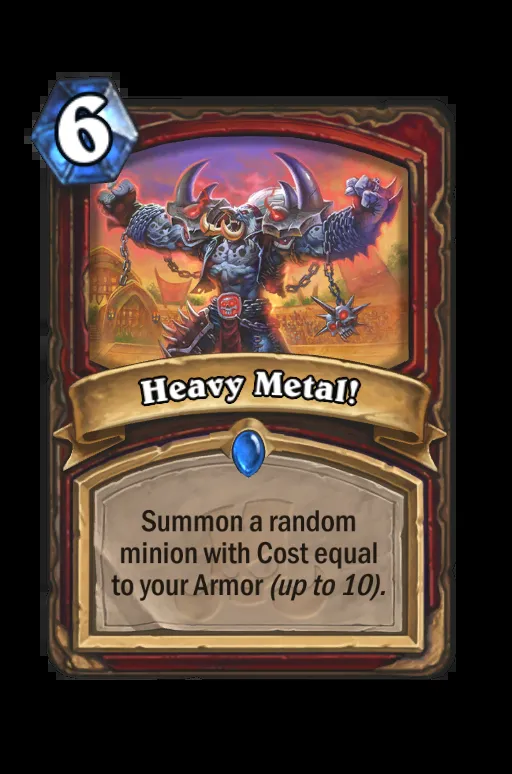 6
Heavy Metal!
Summon a random
minion with Cost equal
to your Armor (up to 10).